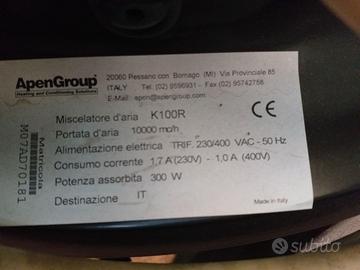 ApenGroup
Heating and Conditioning Solutions
20060 Pessano con Bornago (MI) Via Provinciale 85
ITALY Tel. (02) 9596931 - Fax (02) 95742758
E-Mail: apen@apengroup.com
Miscelatore d'aria K100R
Portata d'aria 10000 mc/h
Alimentazione elettrica TRIF. 230/400 VAC - 50 Hz
Consumo corrente 1,7 A (230V) - 1,0 A (400V)
Potenza assorbita 300 W
Destinazione IT
CE
Made in Italy
Matricola
M07AD70181
subito